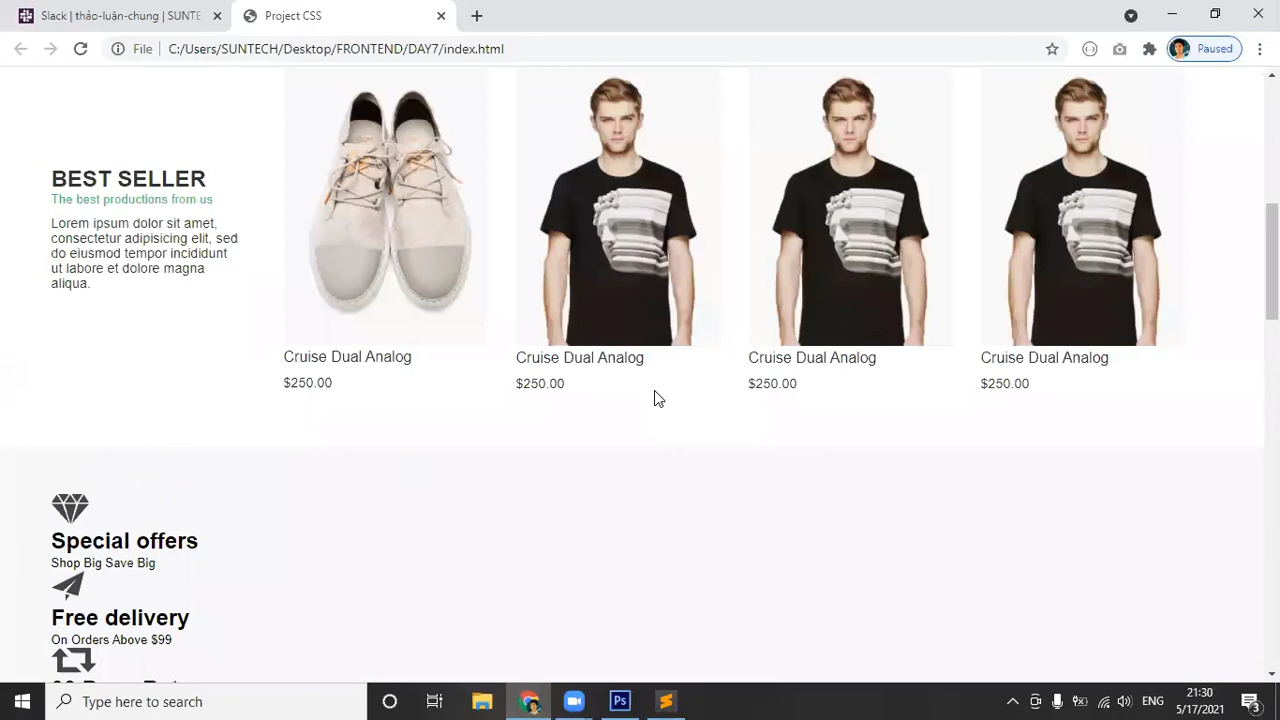 Slack | thảo-luận-chung | SUNTE
Project CSS
File
C:/Users/SUNTECH/Desktop/FRONTEND/DAY7/index.html
Paused
BEST SELLER
The best productions from us
Lorem ipsum dolor sit amet,
consectetur adipisicing elit, sed
do eiusmod tempor incididunt
ut labore et dolore magna
aliqua.
Cruise Dual Analog
$250.00
Cruise Dual Analog
$250.00
Cruise Dual Analog
$250.00
Cruise Dual Analog
$250.00
Special offers
Shop Big Save Big
Free delivery
On Orders Above $99
Type here to search
Ps
ENG
21:30
5/17/2021
3